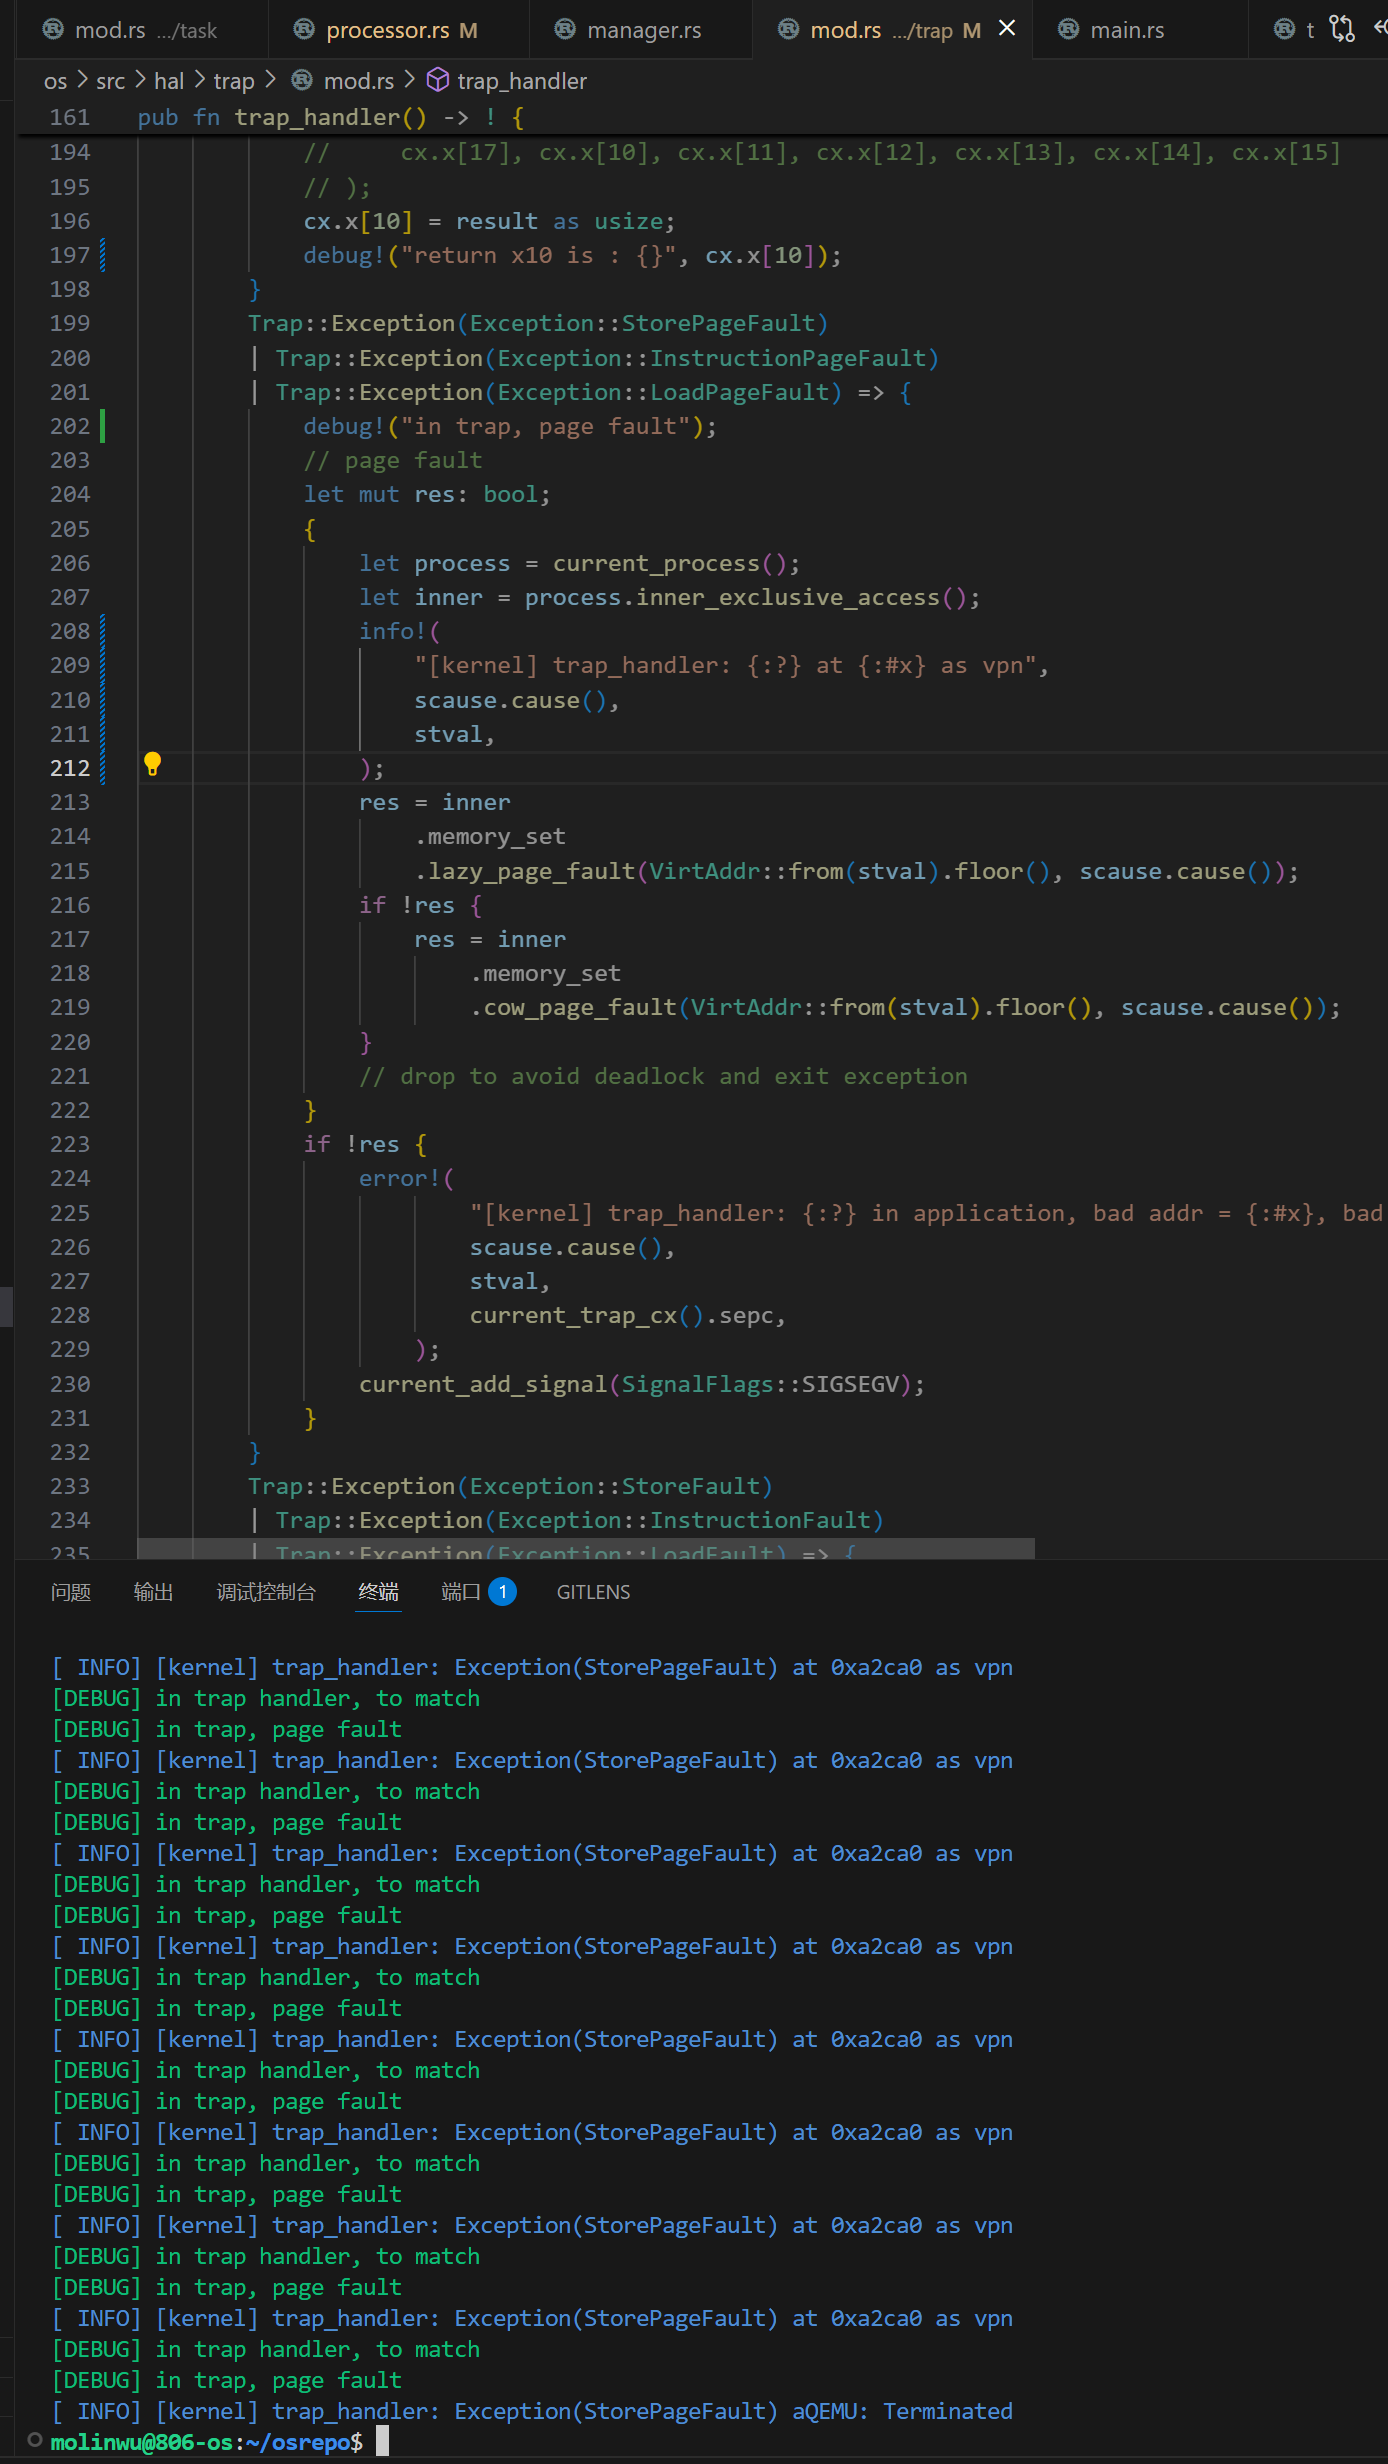 mod.rs .../task processor.rs M manager.rs mod.rs .../trap M main.rs t
os > src > hal > trap > mod.rs > trap_handler
161 pub fn trap_handler() -> ! {
194 //     cx.x[17], cx.x[10], cx.x[11], cx.x[12], cx.x[13], cx.x[14], cx.x[15]
195 // );
196 cx.x[10] = result as usize;
197 debug!("return x10 is : {}", cx.x[10]);
198 }
199 Trap::Exception(Exception::StorePageFault)
200 | Trap::Exception(Exception::InstructionPageFault)
201 | Trap::Exception(Exception::LoadPageFault) => {
202 debug!("in trap, page fault");
203 // page fault
204 let mut res: bool;
205 {
206 let process = current_process();
207 let inner = process.inner_exclusive_access();
208 info!(
209 "[kernel] trap_handler: {:?} at {:#x} as vpn",
210 scause.cause(),
211 stval,
212 );
213 res = inner
214 .memory_set
215 .lazy_page_fault(VirtAddr::from(stval).floor(), scause.cause());
216 if !res {
217 res = inner
218 .memory_set
219 .cow_page_fault(VirtAddr::from(stval).floor(), scause.cause());
220 }
221 // drop to avoid deadlock and exit exception
222 }
223 if !res {
224 error!(
225 "[kernel] trap_handler: {:?} in application, bad addr = {:#x}, bad
226 scause.cause(),
227 stval,
228 current_trap_cx().sepc,
229 );
230 current_add_signal(SignalFlags::SIGSEGV);
231 }
232 }
233 Trap::Exception(Exception::StoreFault)
234 | Trap::Exception(Exception::InstructionFault)
235 | Trap::Exception(Exception::LoadFault) => {
问题 输出 调试控制台 终端 端口 1 GITLENS
[ INFO] [kernel] trap_handler: Exception(StorePageFault) at 0xa2ca0 as vpn
[DEBUG] in trap handler, to match
[DEBUG] in trap, page fault
[ INFO] [kernel] trap_handler: Exception(StorePageFault) at 0xa2ca0 as vpn
[DEBUG] in trap handler, to match
[DEBUG] in trap, page fault
[ INFO] [kernel] trap_handler: Exception(StorePageFault) at 0xa2ca0 as vpn
[DEBUG] in trap handler, to match
[DEBUG] in trap, page fault
[ INFO] [kernel] trap_handler: Exception(StorePageFault) at 0xa2ca0 as vpn
[DEBUG] in trap handler, to match
[DEBUG] in trap, page fault
[ INFO] [kernel] trap_handler: Exception(StorePageFault) at 0xa2ca0 as vpn
[DEBUG] in trap handler, to match
[DEBUG] in trap, page fault
[ INFO] [kernel] trap_handler: Exception(StorePageFault) at 0xa2ca0 as vpn
[DEBUG] in trap handler, to match
[DEBUG] in trap, page fault
[ INFO] [kernel] trap_handler: Exception(StorePageFault) at 0xa2ca0 as vpn
[DEBUG] in trap handler, to match
[DEBUG] in trap, page fault
[ INFO] [kernel] trap_handler: Exception(StorePageFault) at 0xa2ca0 as vpn
[DEBUG] in trap handler, to match
[DEBUG] in trap, page fault
[ INFO] [kernel] trap_handler: Exception(StorePageFault) aQEMU: Terminated
molinwu@806-os:~/osrepo$